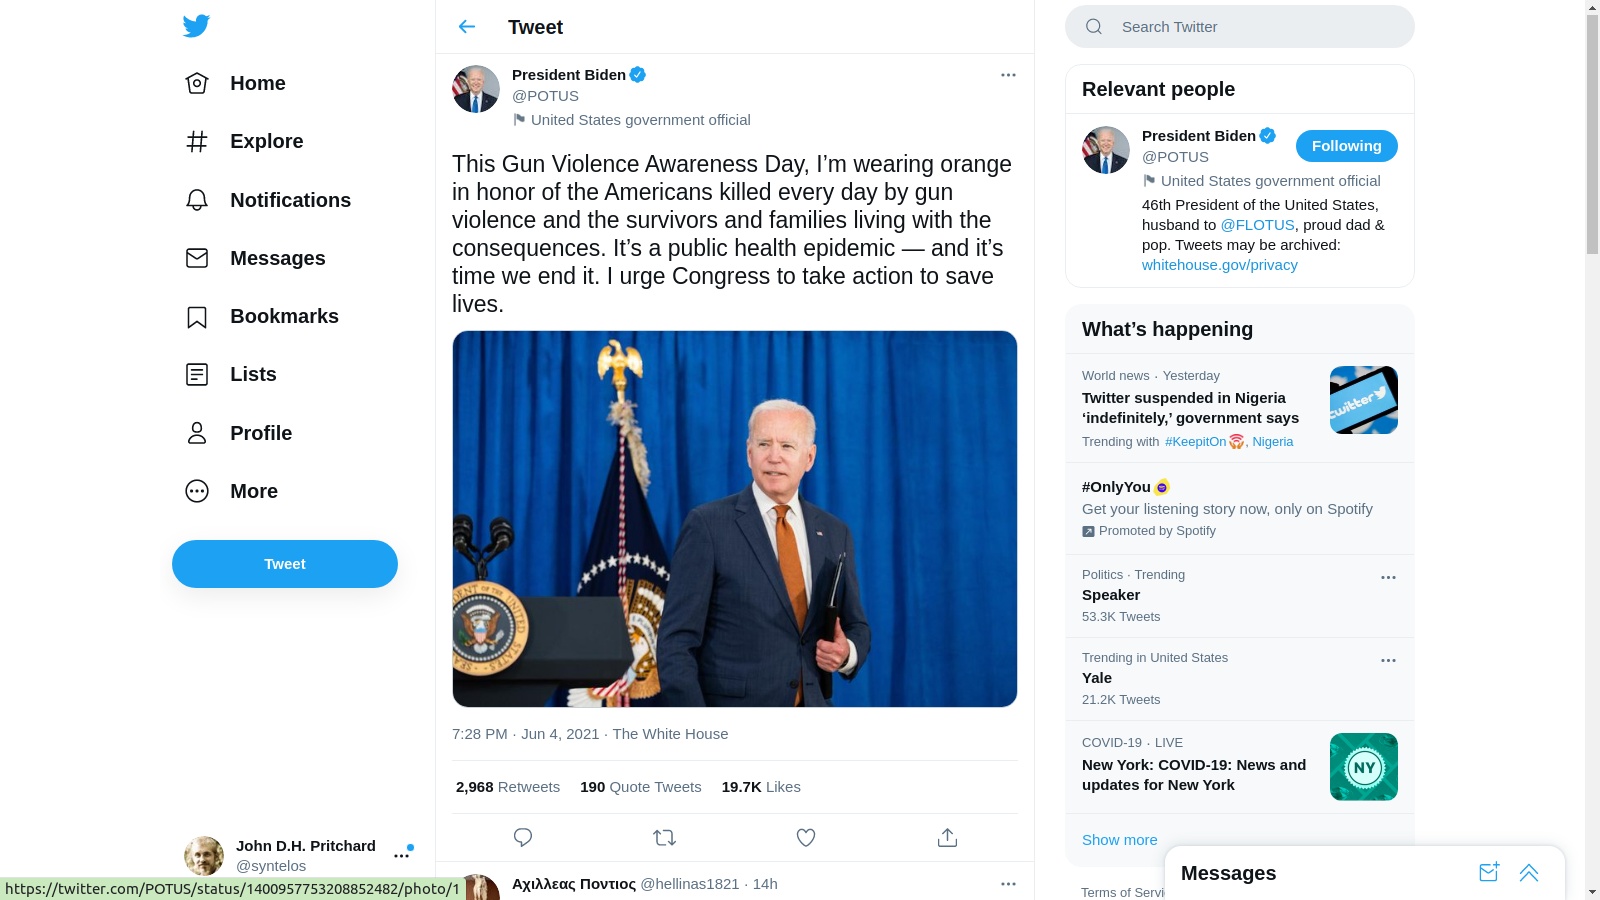 Home
Explore
Notifications
Messages
Bookmarks
Lists
Profile
More
Tweet
John D.H. Pritchard
@syntelos
https://twitter.com/POTUS/status/1400957753208852482/photo/1
Tweet
President Biden
@POTUS
United States government official
This Gun Violence Awareness Day, I’m wearing orange
in honor of the Americans killed every day by gun
violence and the survivors and families living with the
consequences. It’s a public health epidemic — and it’s
time we end it. I urge Congress to take action to save
lives.
7:28 PM · Jun 4, 2021 · The White House
2,968 Retweets 190 Quote Tweets 19.7K Likes
Αχιλλεας Ποντιος @hellinas1821 · 14h
Search Twitter
Relevant people
President Biden
@POTUS
Following
United States government official
46th President of the United States,
husband to @FLOTUS, proud dad &
pop. Tweets may be archived:
whitehouse.gov/privacy
What’s happening
World news · Yesterday
Twitter suspended in Nigeria
‘indefinitely,’ government says
Trending with #KeepitOn, Nigeria
twitter
#OnlyYou
Get your listening story now, only on Spotify
Promoted by Spotify
Politics · Trending
Speaker
53.3K Tweets
Trending in United States
Yale
21.2K Tweets
COVID-19 · LIVE
New York: COVID-19: News and
updates for New York
NY
Show more
Terms of Servi
Messages